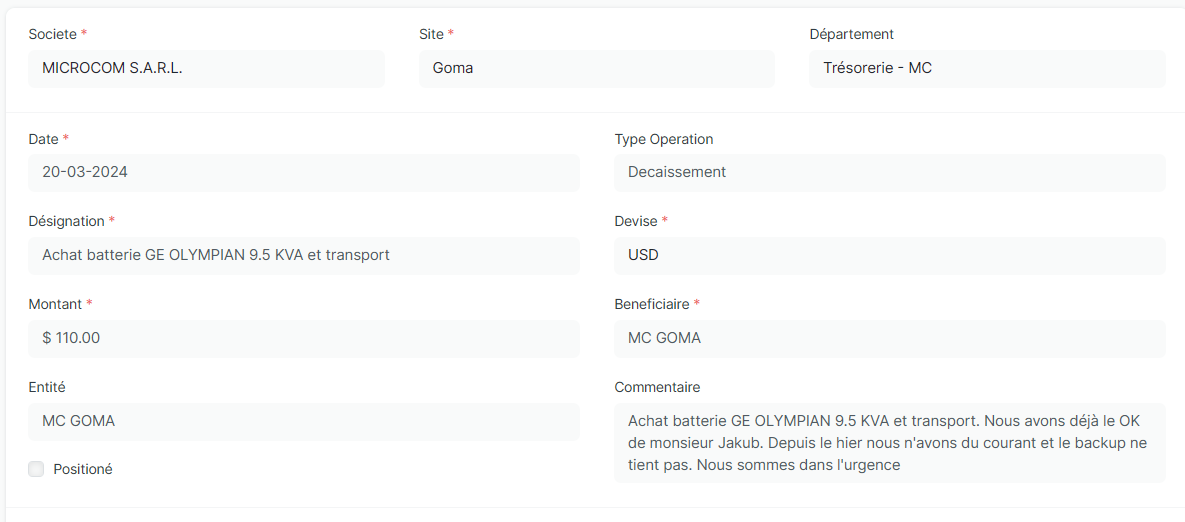 Societe *
Site *
Département
MICROCOM S.A.R.L.
Goma
Trésorerie - MC
Date *
Type Operation
20-03-2024
Decaissement
Désignation *
Devise *
Achat batterie GE OLYMPIAN 9.5 KVA et transport
USD
Montant *
Beneficiaire *
$ 110.00
MC GOMA
Entité
Commentaire
MC GOMA
Achat batterie GE OLYMPIAN 9.5 KVA et transport. Nous avons déjà le OK
de monsieur Jakub. Depuis le hier nous n'avons du courant et le backup ne
tient pas. Nous sommes dans l'urgence
Positioné